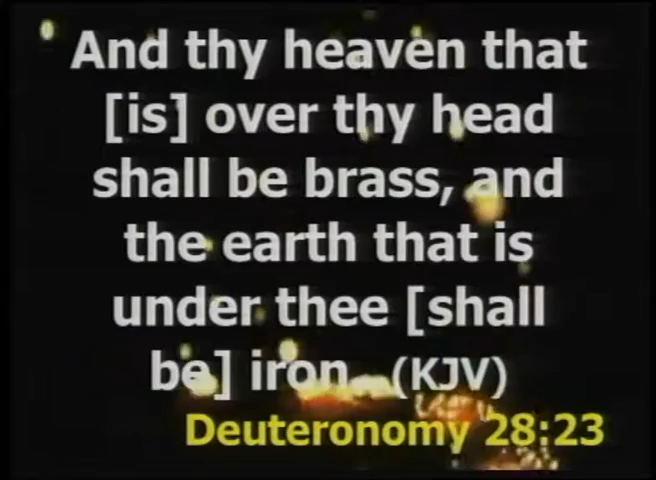 And thy heaven that
[is] over thy head
shall be brass, and
the earth that is
under thee [shall
be] iron. (KJV)
Deuteronomy 28:23